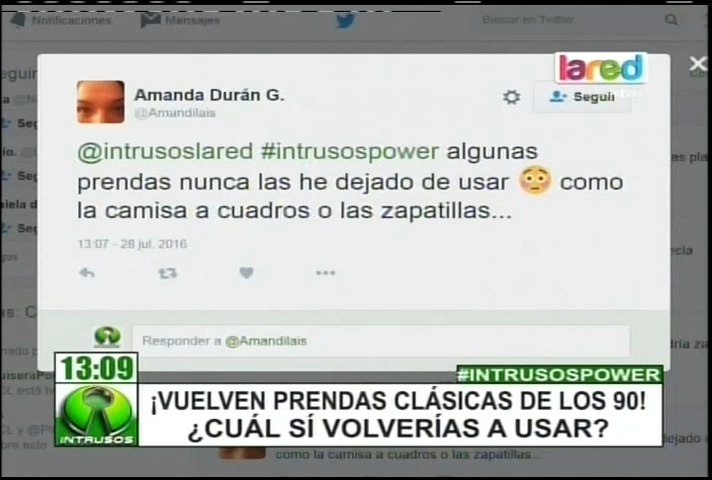 Notificaciones
Mensajes
Buscar en Twitter
lared
Amanda Durán G.
@Amandilais
Seguir
@intrusoslared #intrusospower algunas
prendas nunca las he dejado de usar 😳 como
la camisa a cuadros o las zapatillas...
13:07 - 28 jul. 2016
Responder a @Amandilais
13:09
#INTRUSOSPOWER
INTRUSOS
¡VUELVEN PRENDAS CLÁSICAS DE LOS 90!
¿CUÁL SÍ VOLVERÍAS A USAR?
como la camisa a cuadros o las zapatillas...